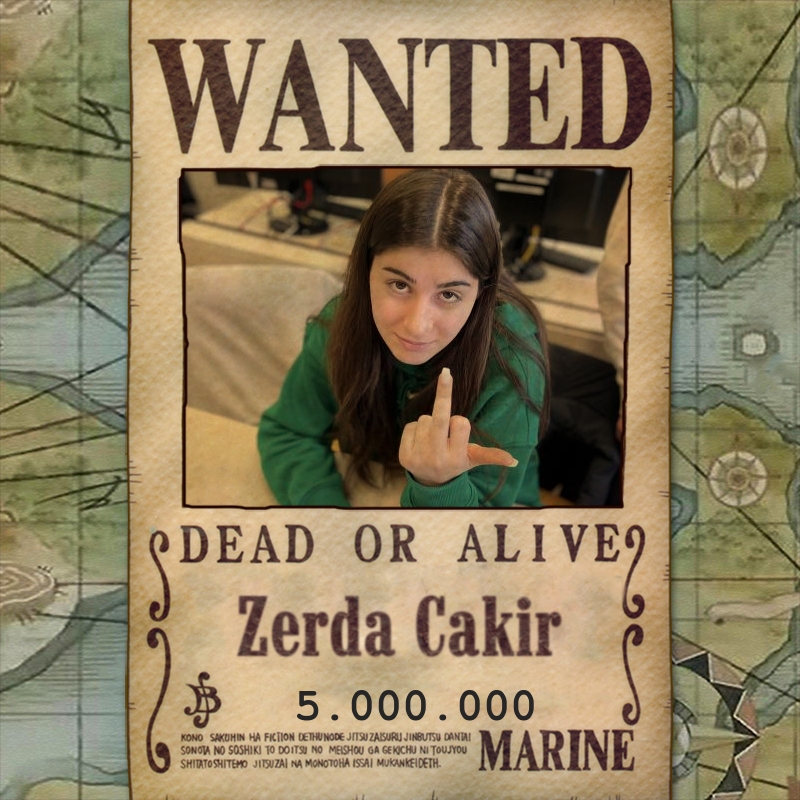 WANTED
DEAD OR ALIVE
Zerda Cakir
5.000.000
KONO SAKUHIN HA FICTION DETHUNODE JITSUZAISURU JINBUTSU DANTAI
SONOTA NO SOSHIKI TO DOITSU NO MEISHOU GA GEKICHU NI TOUJYOU
SHITATOSHITEMO JITSUZAI NA MONOTOHA ISSAI MUKANKEIDETH.
MARINE